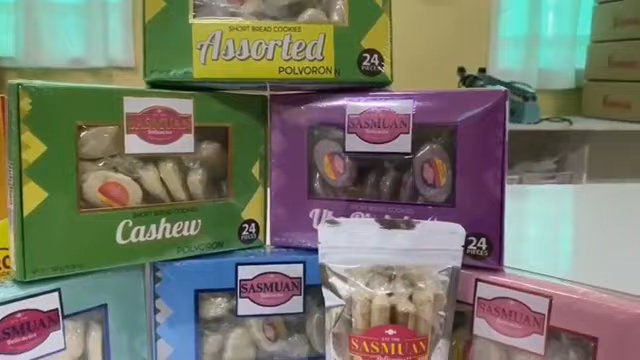 SHORT BREAD COOKIES
Assorted
POLVORON
24
PIECES
SASMUAN
SHORT BREAD COOKIES
Cashew
POLVORON
24
PIECES
SASMUAN
24
PIECES
SASMUAN
SASMUAN
SASMUAN
SASMUAN